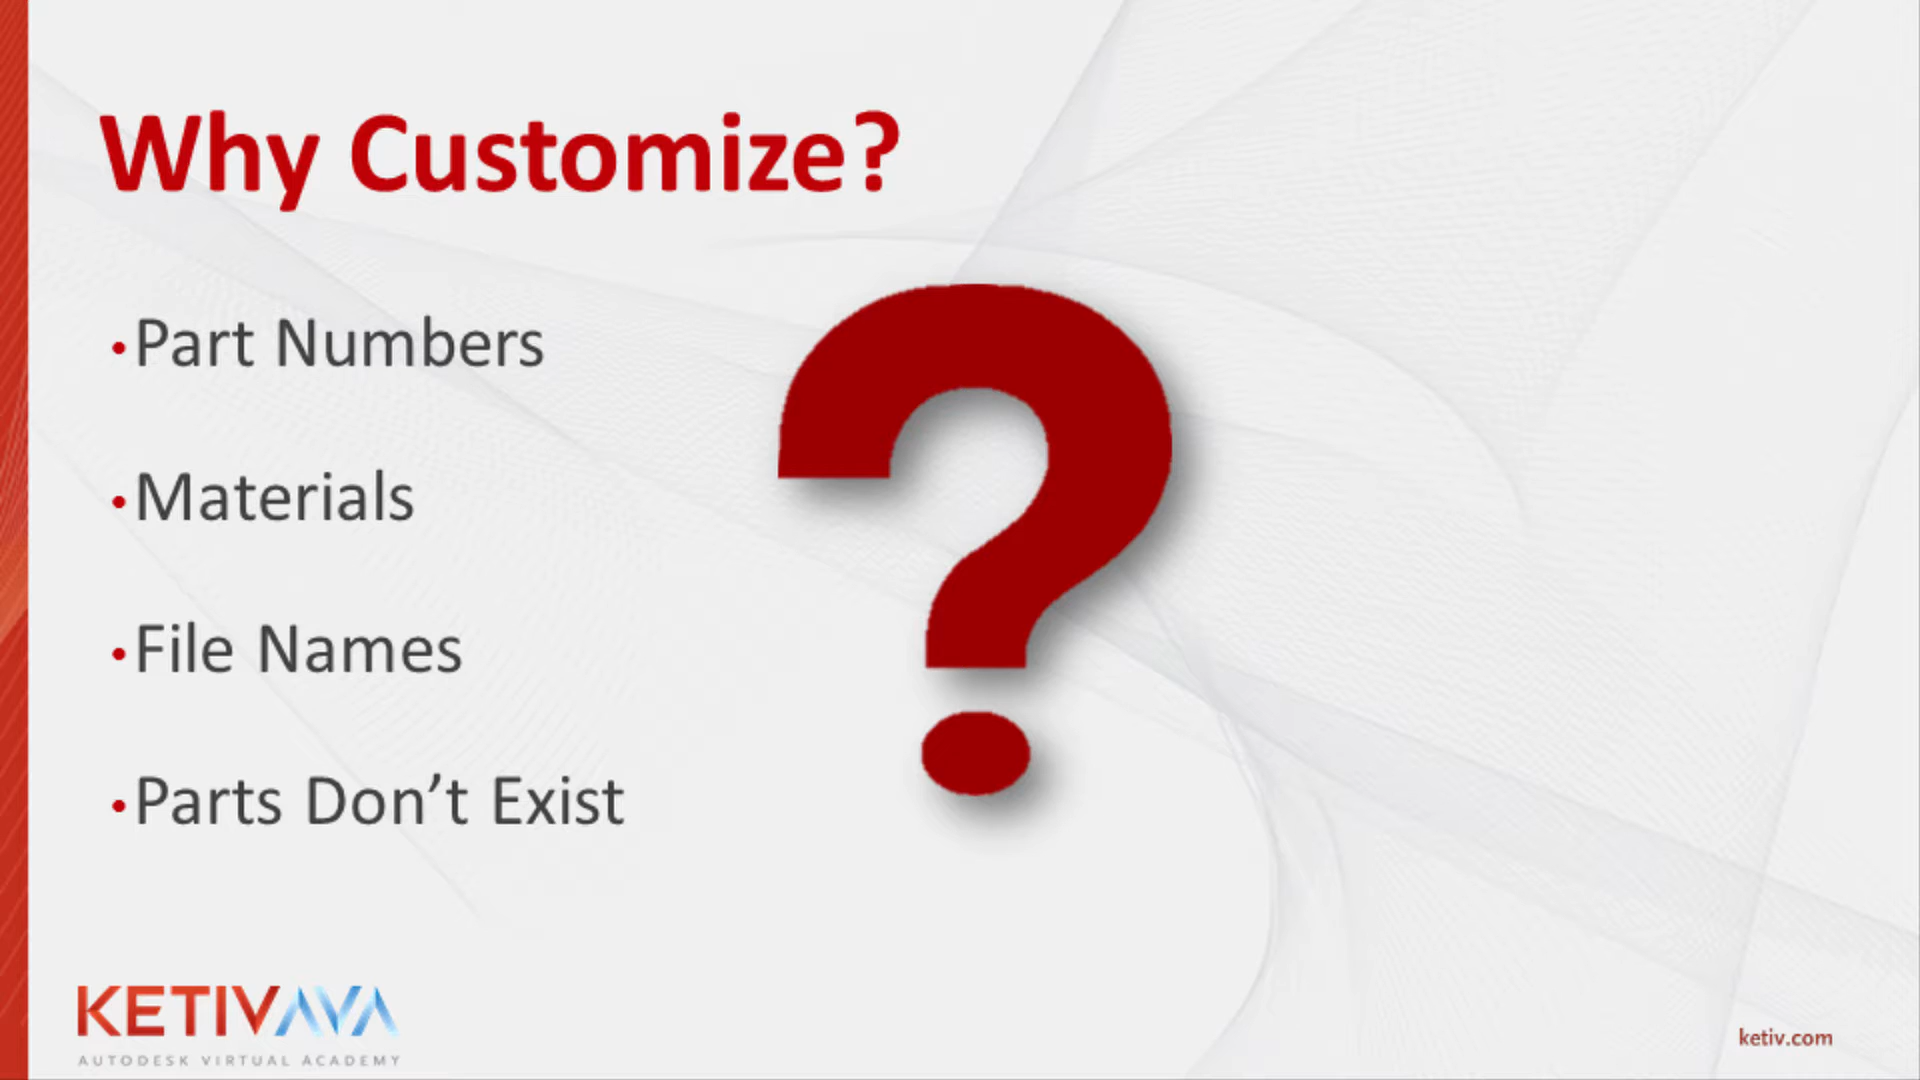 Why Customize?
•Part Numbers
•Materials
•File Names
•Parts Don’t Exist
?
KETIVAVA
AUTODESK VIRTUAL ACADEMY
ketiv.com